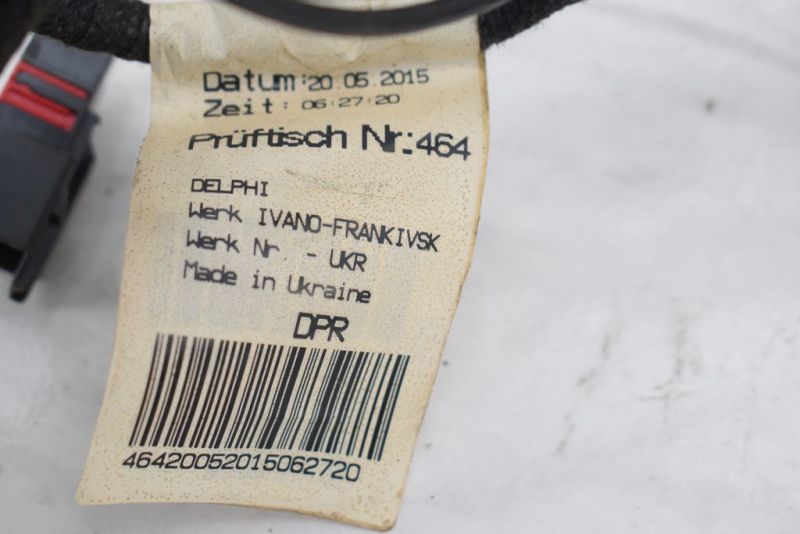 Datum:20.05.2015
Zeit: 06:27:20
Prüftisch Nr.:464
DELPHI
Werk IVANO-FRANKIVSK
Werk Nr - UKR
Made in Ukraine
DPR
46420052015062720